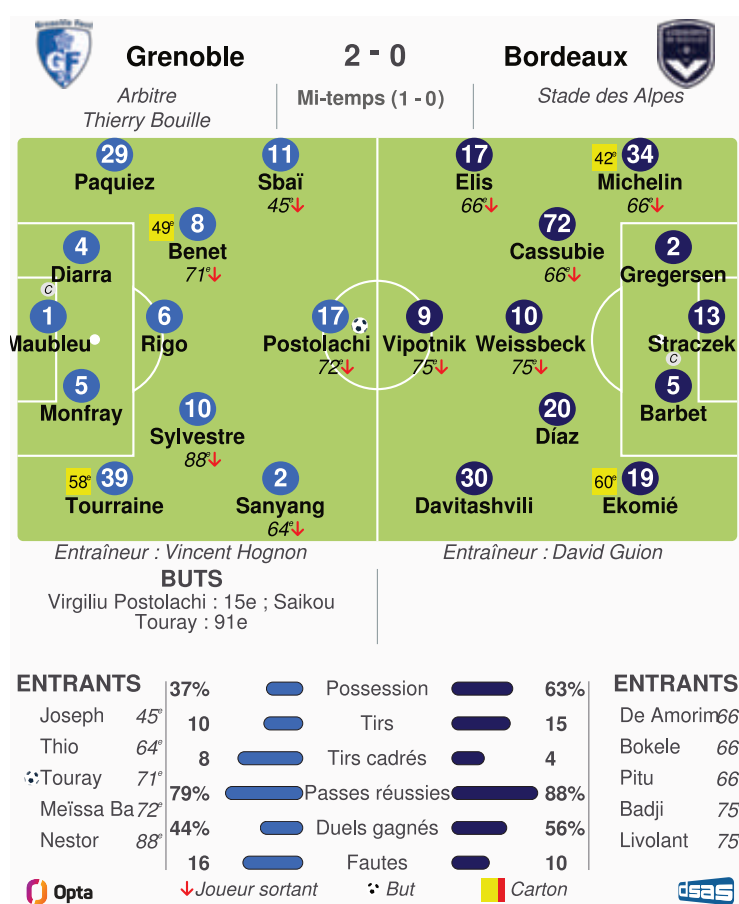 Grenoble Foot
GF
Grenoble 2 - 0 Bordeaux
Arbitre
Thierry Bouille
Mi-temps (1 - 0)
Stade des Alpes
29
Paquiez
11
Sbaï
45e
17
Elis
66e
42e 34
Michelin
66e
49e 8
Benet
71e
72
Cassubie
66e
4
Diarra
2
Gregersen
C
1
Maubleu
6
Rigo
17
Postolachi
72e
9
Vipotnik
75e
10
Weissbeck
75e
13
Straczek
C
5
Monfray
5
Barbet
10
Sylvestre
88e
20
Díaz
58e 39
Tourraine
2
Sanyang
64e
30
Davitashvili
60e 19
Ekomié
Entraîneur : Vincent Hognon
Entraîneur : David Guion
BUTS
Virgiliu Postolachi : 15e ; Saikou
Touray : 91e
ENTRANTS
Joseph 45e
Thio 64e
Touray 71e
Meïssa Ba 72e
Nestor 88e
37% Possession 63%
10 Tirs 15
8 Tirs cadrés 4
79% Passes réussies 88%
44% Duels gagnés 56%
16 Fautes 10
ENTRANTS
De Amorim 66
Bokele 66
Pitu 66
Badji 75
Livolant 75
Opta
Joueur sortant
But
Carton
dsas